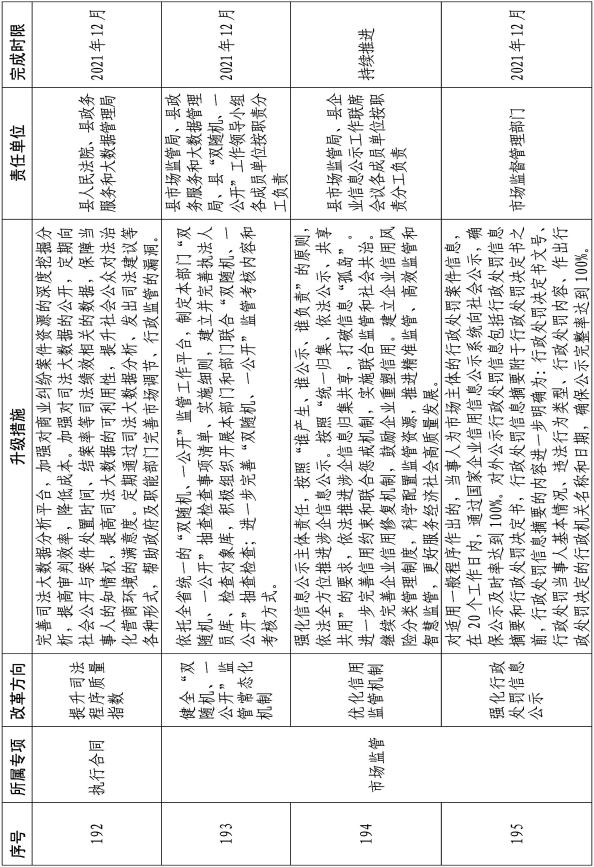 序号
所属专项
改革方向
升级措施
责任单位
完成时限
192
执行合同
提升司法
程序质量
指数
完善司法大数据分析平台，加强对商业纠纷案件资源的深度挖掘分
析，提高审判效率，降低成本。加强对司法大数据的公开，定期向
社会公开与案件处置时间、结案率等司法绩效相关的数据，保障当
事人的知情权，提高司法大数据的可利用性，提升社会公众对法治
化营商环境的满意度。定期通过司法大数据分析、发出司法建议等
各种形式，帮助政府及职能部门完善市场调节、行政监管的漏洞。
县人民法院、县政务
服务和大数据管理局
2021年12月
193
市场监管
健全“双
随机、一
公开”监
管常态化
机制
依托全省统一的“双随机、一公开”监管工作平台，制定本部门“双
随机、一公开”抽查检查事项清单、实施细则，建立并完善执法人
员库、检查对象库，积极组织开展本部门和部门联合“双随机、一
公开”抽查检查；进一步完善“双随机、一公开”监管考核内容和
考核方式。
县市场监管局、县政
务服务和大数据管理
局、县“双随机、一
公开”工作领导小组
各成员单位按职责分
工负责
2021年12月
194
优化信用
监管机制
强化信息公示主体责任，按照“谁产生、谁公示、谁负责”的原则，
依法全方位推进涉企信息公示。按照“统一归集、依法公示、共享
共用”的要求，依法推进涉企信息归集共享，打破信息“孤岛”。
进一步完善信用约束和联合惩戒机制，实施联合监管和社会共治。
继续完善企业信用修复机制，鼓励企业重塑信用。建立企业信用风
险分类管理制度，科学配置监管资源，推进精准监管、高效监管和
智慧监管，更好服务经济社会高质量发展。
县市场监管局、县企
业信息公示工作联席
会议各成员单位按职
责分工负责
持续推进
195
强化行政
处罚信息
公示
对适用一般程序作出的，当事人为市场主体的行政处罚案件信息，
在20个工作日内，通过国家企业信用信息公示系统向社会公示，确
保公示及时率达到100%。对外公示行政处罚信息包括行政处罚信息
摘要和行政处罚决定书，行政处罚信息摘要附于行政处罚决定书之
前，行政处罚信息摘要的内容进一步明确为：行政处罚决定书文号、
行政处罚当事人基本情况、违法行为类型、行政处罚内容、作出行
政处罚决定的行政机关名称和日期，确保公示完整率达到100%。
市场监督管理部门
2021年12月